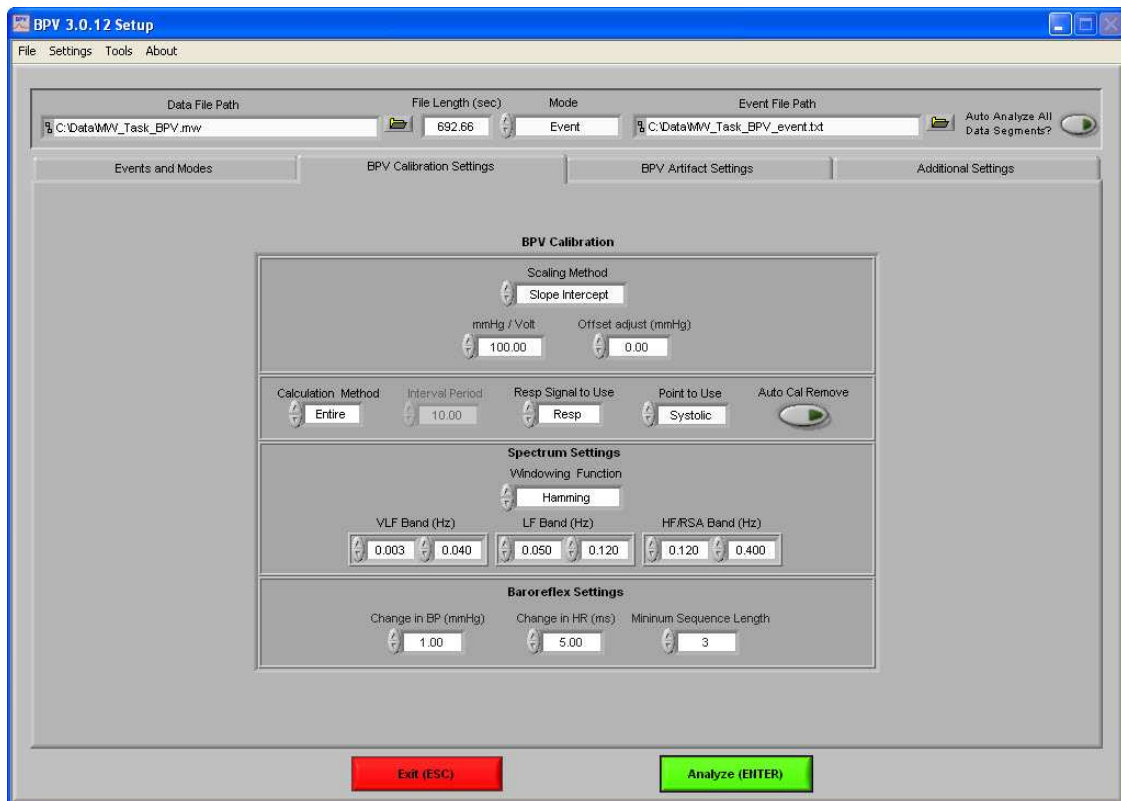 BPV 3.0.12 Setup
File Settings Tools About
Data File Path File Length (sec) Mode Event File Path
C:\Data\MW_Task_BPV.mw 692.66 Event C:\Data\MW_Task_BPV_event.txt Auto Analyze All
Data Segments?
Events and Modes BPV Calibration Settings BPV Artifact Settings Additional Settings
BPV Calibration
Scaling Method
Slope Intercept
mmHg / Volt Offset adjust (mmHg)
100.00 0.00
Calculation Method Interval Period Resp Signal to Use Point to Use Auto Cal Remove
Entire 10.00 Resp Systolic
Spectrum Settings
Windowing Function
Hamming
VLF Band (Hz) LF Band (Hz) HF/RSA Band (Hz)
0.003 0.040 0.050 0.120 0.120 0.400
Baroreflex Settings
Change in BP (mmHg) Change in HR (ms) Mininum Sequence Length
1.00 5.00 3
Exit (ESC) Analyze (ENTER)